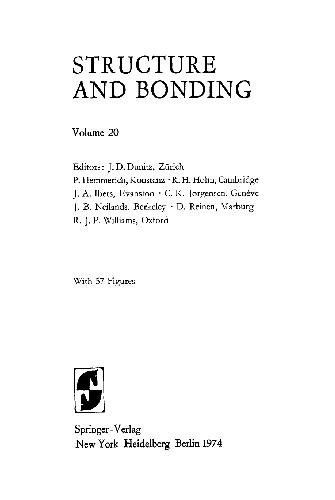 STRUCTURE
AND BONDING
Volume 20
Editors: J. D. Dunitz, Zürich
P. Hemmerich, Konstanz · R. H. Holm, Cambridge
J. A. Ibers, Evanston · C. K. Jørgensen, Genève
J. B. Neilands, Berkeley · D. Reinen, Marburg
R. J. P. Williams, Oxford
With 57 Figures
Springer-Verlag
New York Heidelberg Berlin 1974